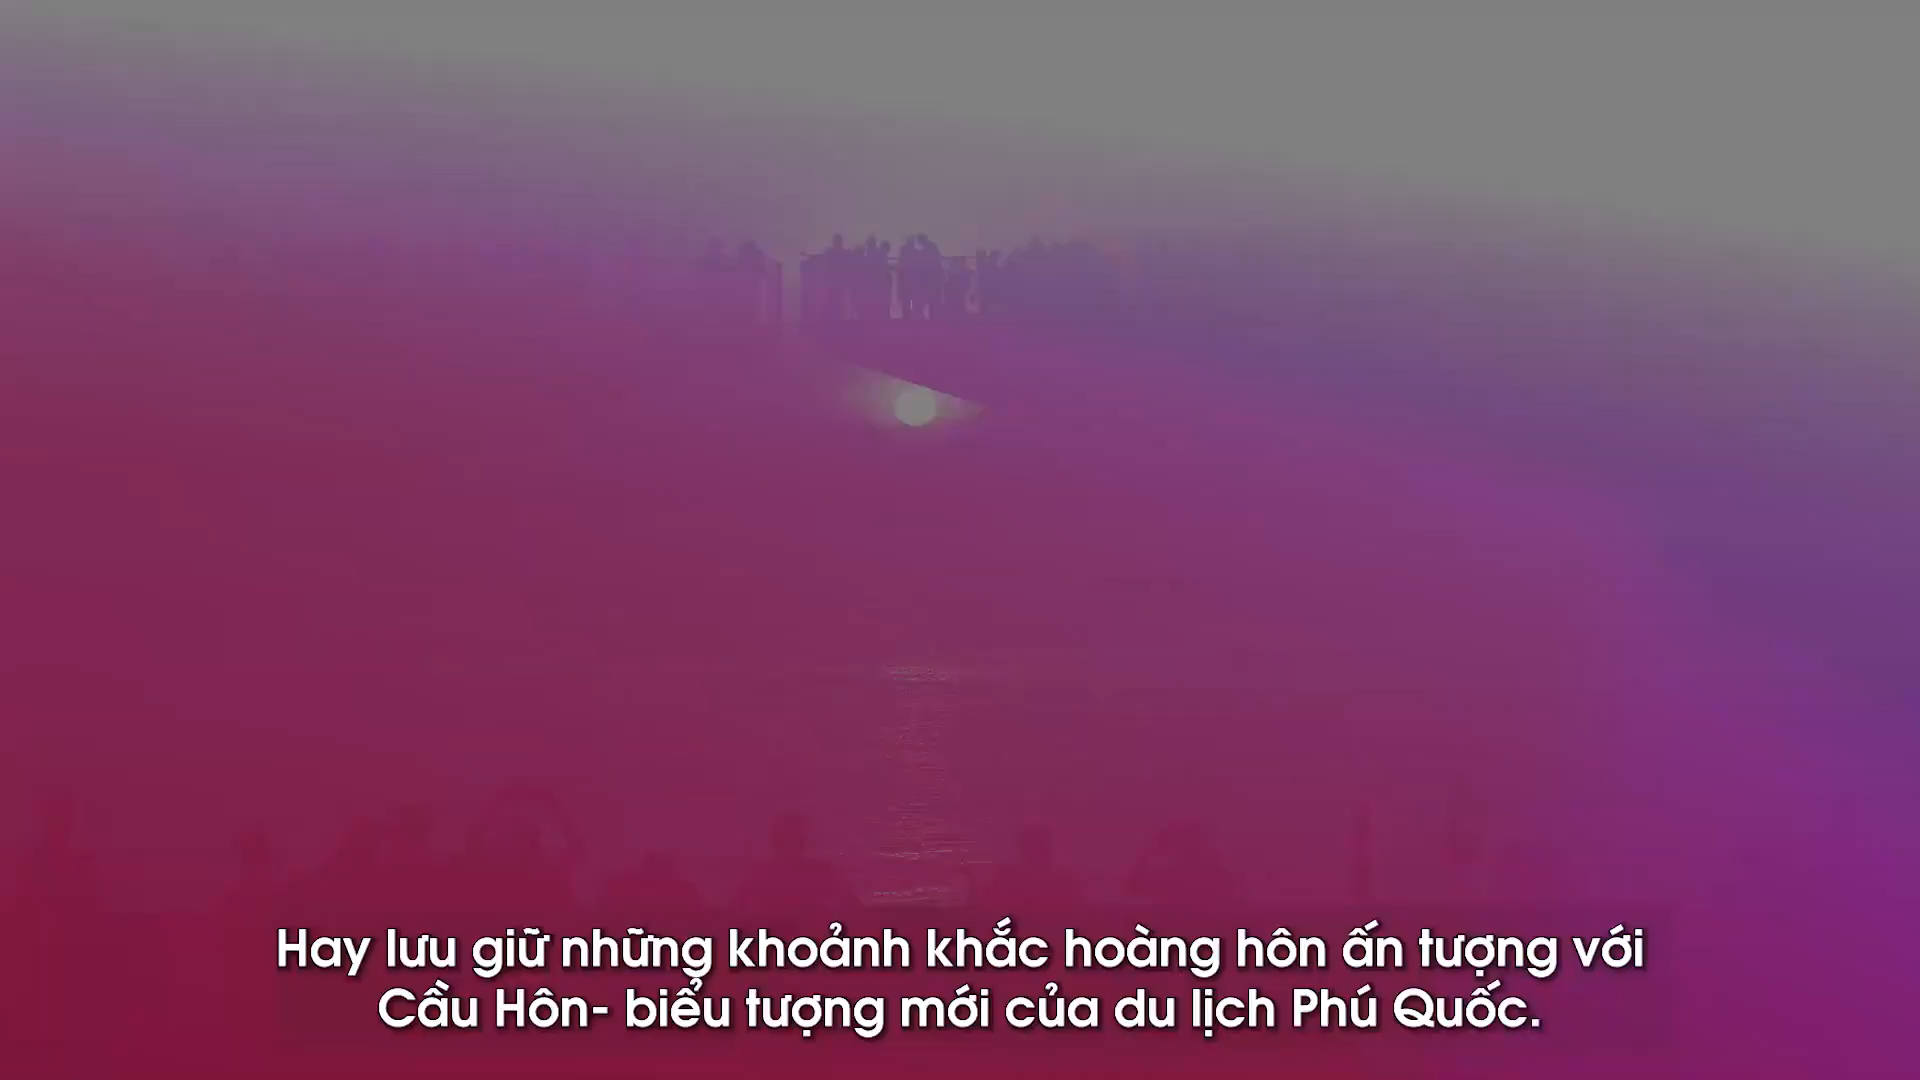 Hay lưu giữ những khoảnh khắc hoàng hôn ấn tượng với
Cầu Hôn- biểu tượng mới của du lịch Phú Quốc.